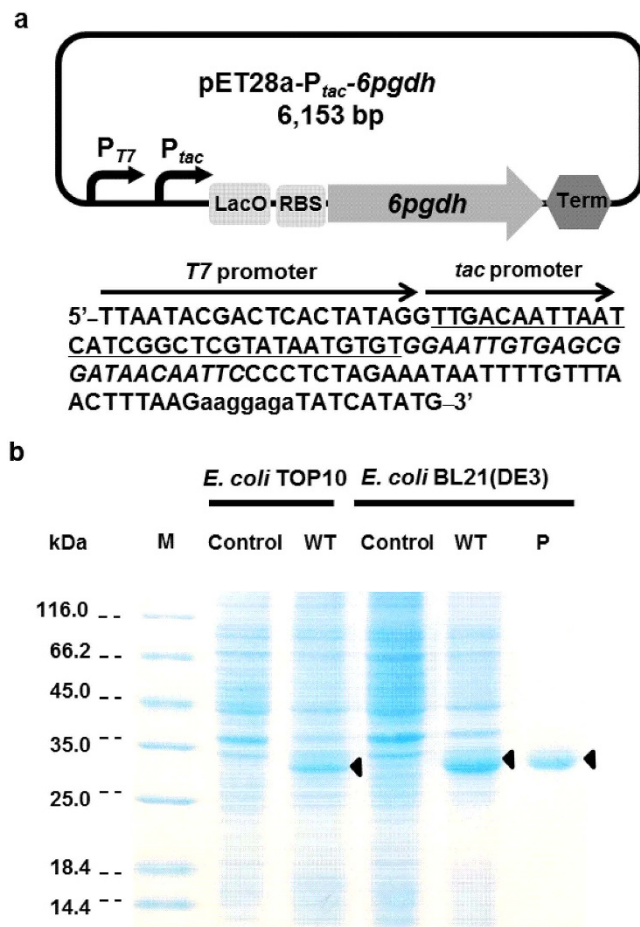 a
pET28a-Ptac-6pgdh
6,153 bp
PT7 Ptac
LacO RBS 6pgdh Term
T7 promoter tac promoter
5'–TTAATACGACTCACTATAGGTTGACAATTAAT
CATCGGCTCGTATAATGTGTGGAATTGTGAGCG
GATAACAATTCCCCTCTAGAAATAATTTTGTTTA
ACTTTAAGaaggagaTATCATATG–3'
b
E. coli TOP10 E. coli BL21(DE3)
kDa M Control WT Control WT P
116.0
66.2
45.0
35.0
25.0
18.4
14.4